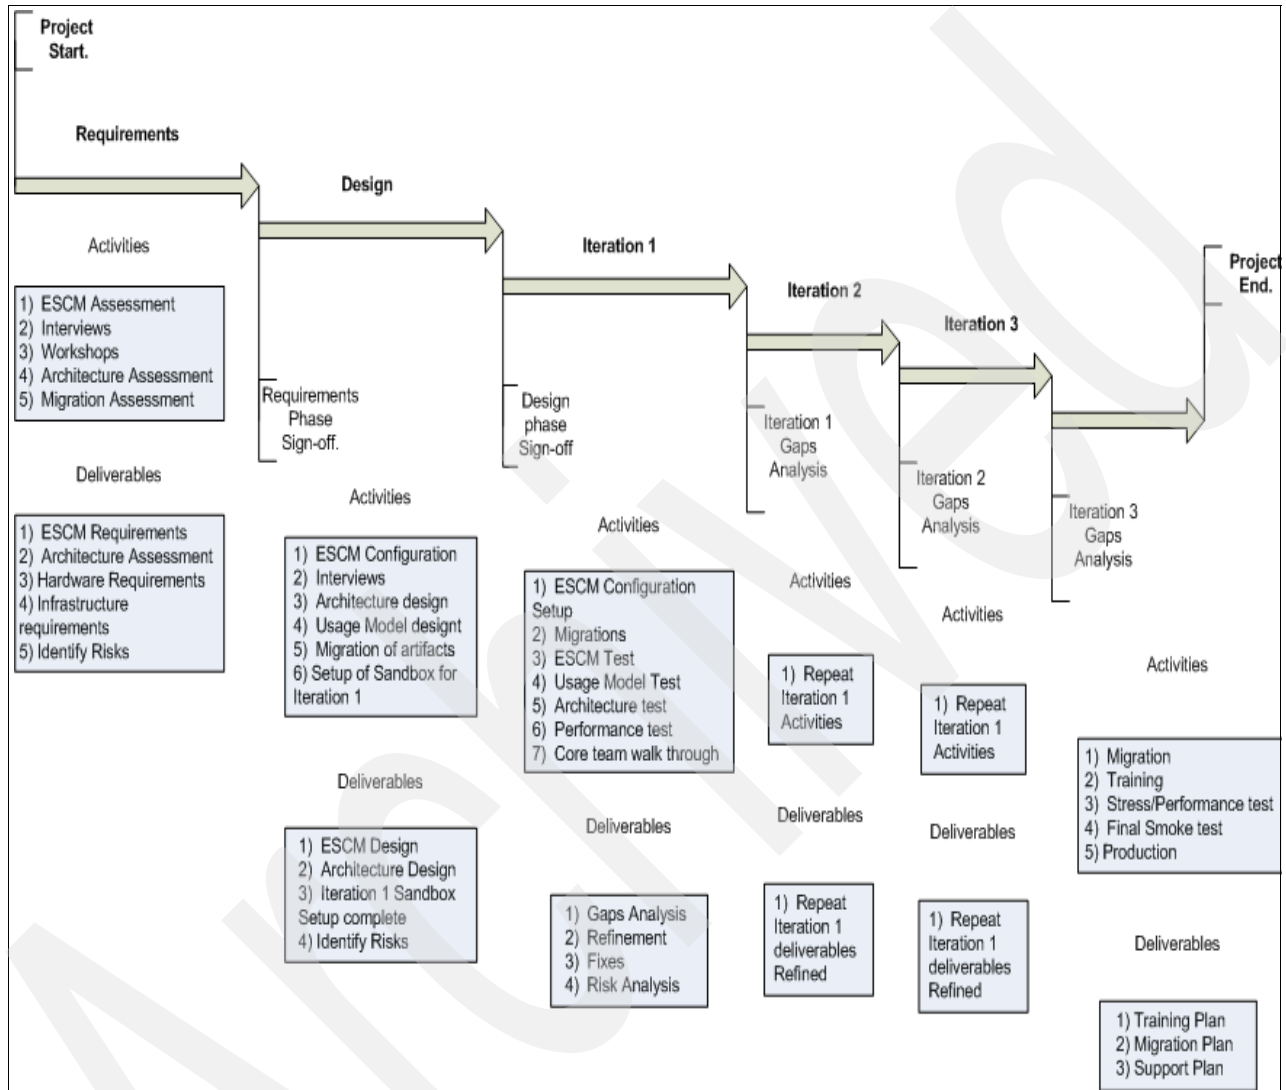 Project
Start.
Requirements
Activities
1) ESCM Assessment
2) Interviews
3) Workshops
4) Architecture Assessment
5) Migration Assessment
Deliverables
1) ESCM Requirements
2) Architecture Assessment
3) Hardware Requirements
4) Infrastructure
requirements
5) Identify Risks
Requirements
Phase
Sign-off.
Design
Activities
1) ESCM Configuration
2) Interviews
3) Architecture design
4) Usage Model designt
5) Migration of artifacts
6) Setup of Sandbox for
Iteration 1
Deliverables
1) ESCM Design
2) Architecture Design
3) Iteration 1 Sandbox
Setup complete
4) Identify Risks
Design
phase
Sign-off
Iteration 1
Activities
1) ESCM Configuration
Setup
2) Migrations
3) ESCM Test
4) Usage Model Test
5) Architecture test
6) Performance test
7) Core team walk through
Deliverables
1) Gaps Analysis
2) Refinement
3) Fixes
4) Risk Analysis
Iteration 1
Gaps
Analysis
Iteration 2
Activities
1) Repeat
Iteration 1
Activities
Deliverables
1) Repeat
Iteration 1
deliverables
Refined
Iteration 2
Gaps
Analysis
Iteration 3
Activities
1) Repeat
Iteration 1
Activities
Deliverables
1) Repeat
Iteration 1
deliverables
Refined
Iteration 3
Gaps
Analysis
Project
End.
Activities
1) Migration
2) Training
3) Stress/Performance test
4) Final Smoke test
5) Production
Deliverables
1) Training Plan
2) Migration Plan
3) Support Plan
Archived